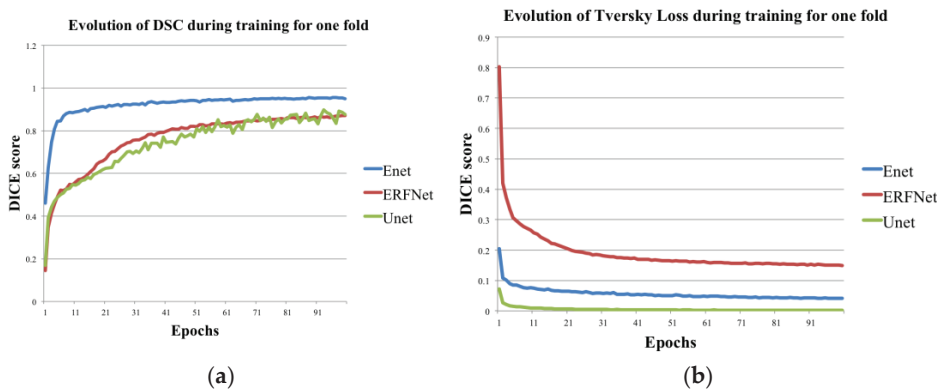 Evolution of DSC during training for one fold
1.2
1
0.8
0.6
0.4
0.2
0
1 11 21 31 41 51 61 71 81 91
DICE score
Epochs
Enet
ERFNet
Unet
(a)
Evolution of Tversky Loss during training for one fold
0.9
0.8
0.7
0.6
0.5
0.4
0.3
0.2
0.1
0
1 11 21 31 41 51 61 71 81 91
DICE score
Epochs
Enet
ERFNet
Unet
(b)